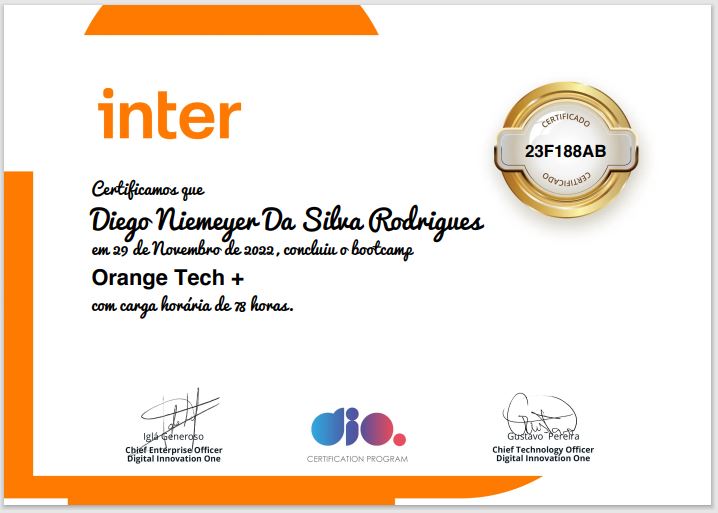 inter
CERTIFICADO
23F188AB
CERTIFICADO
Certificamos que
Diego Niemeyer Da Silva Rodrigues
em 29 de Novembro de 2022, concluiu o bootcamp
Orange Tech +
com carga horária de 78 horas.
Iglá Generoso
Chief Enterprise Officer
Digital Innovation One
dio.
CERTIFICATION PROGRAM
Gustavo Pereira
Chief Technology Officer
Digital Innovation One